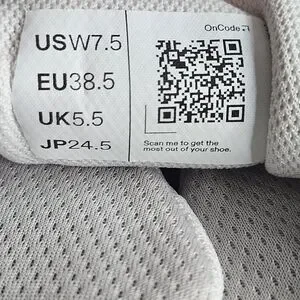 OnCode
USW7.5
EU38.5
UK5.5
JP24.5
Scan me to get the
most out of your shoe.